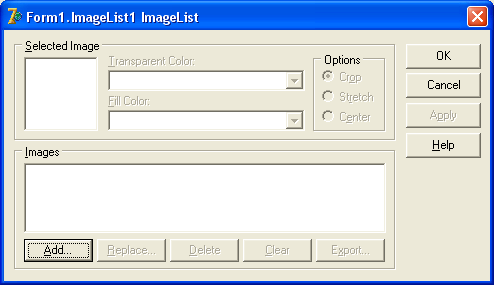 Form1.ImageList1 ImageList
Selected Image
Transparent Color:
Fill Color:
Options
Crop
Stretch
Center
OK
Cancel
Apply
Help
Images
Add...
Replace...
Delete
Clear
Export...